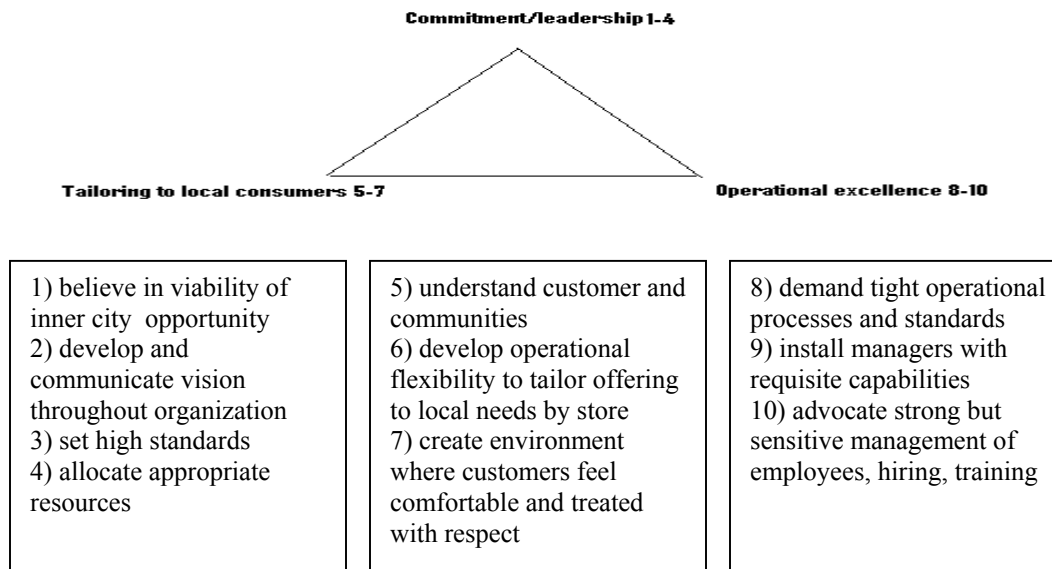 Commitment/leadership 1-4
Tailoring to local consumers 5-7
Operational excellence 8-10
1) believe in viability of
inner city opportunity
2) develop and
communicate vision
throughout organization
3) set high standards
4) allocate appropriate
resources
5) understand customer and
communities
6) develop operational
flexibility to tailor offering
to local needs by store
7) create environment
where customers feel
comfortable and treated
with respect
8) demand tight operational
processes and standards
9) install managers with
requisite capabilities
10) advocate strong but
sensitive management of
employees, hiring, training